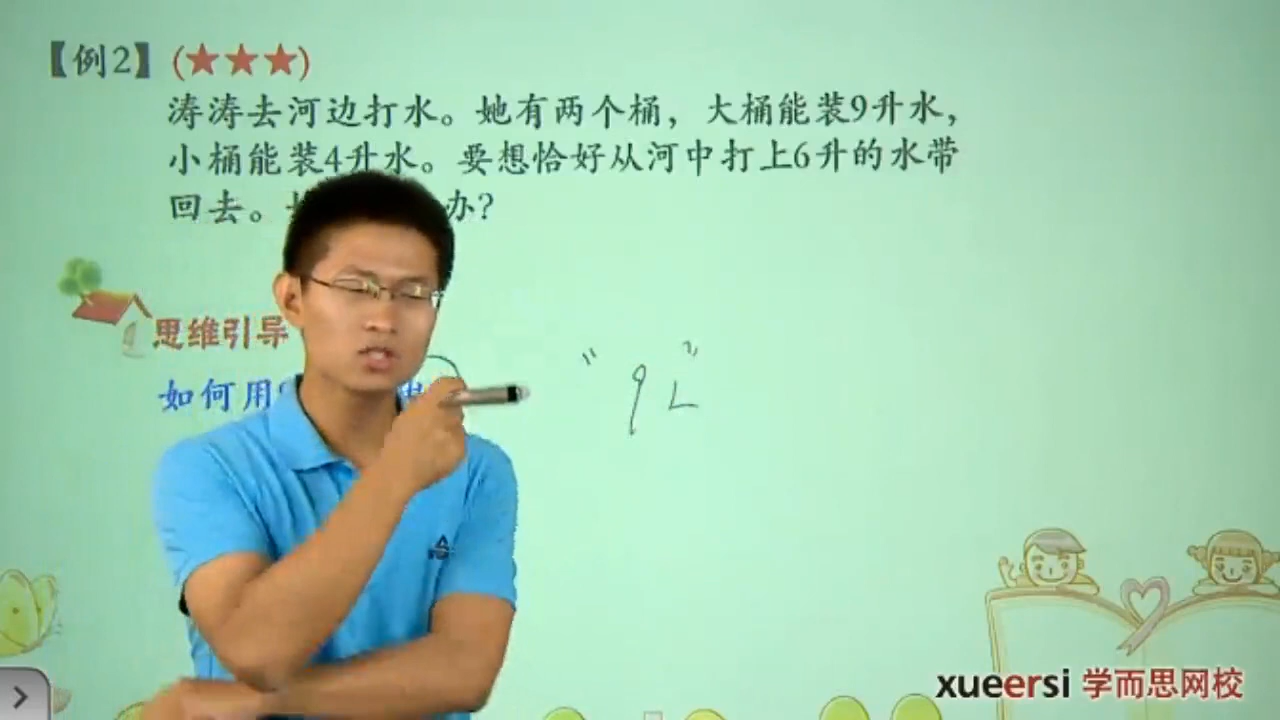 【例2】(★★★)
涛涛去河边打水。她有两个桶，大桶能装9升水，
小桶能装4升水。要想恰好从河中打上6升的水带
回去。办？
思维引导
如何用
" 9L "
xueersi 学而思网校